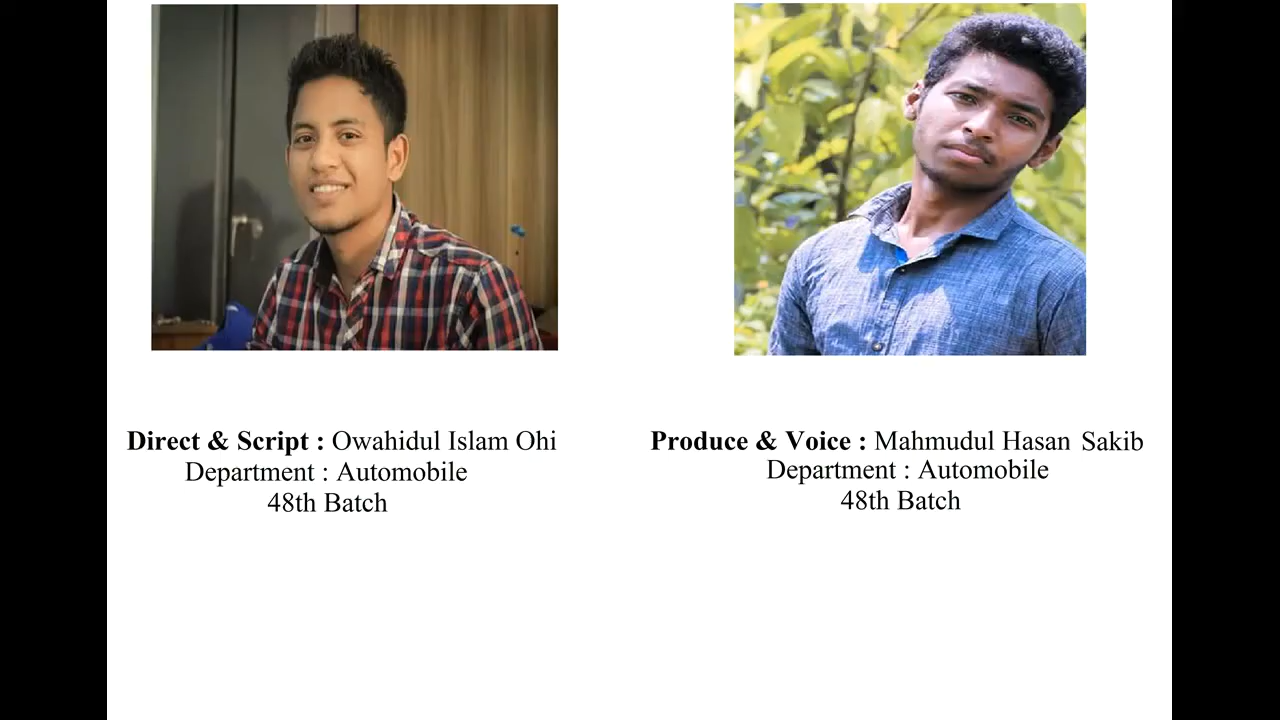 Direct & Script : Owahidul Islam Ohi
Department : Automobile
48th Batch
Produce & Voice : Mahmudul Hasan Sakib
Department : Automobile
48th Batch